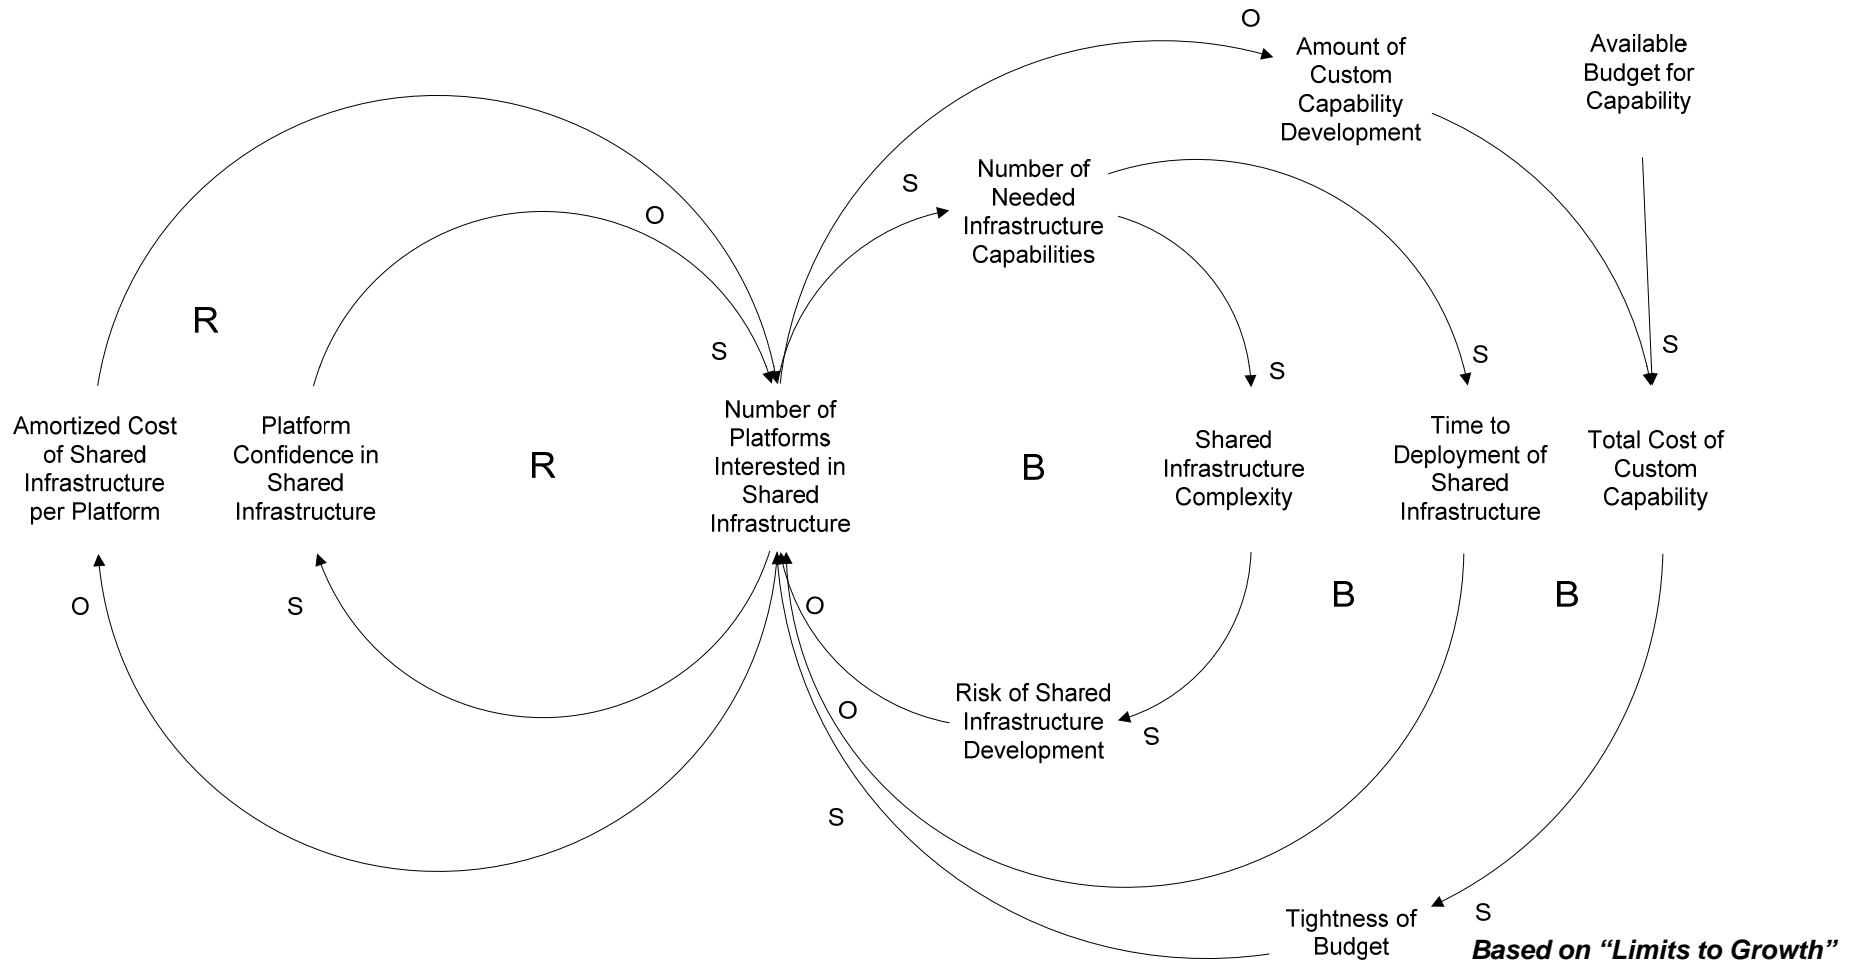 O
Amount of
Custom
Capability
Development
Available
Budget for
Capability
Number of
Needed
Infrastructure
Capabilities
S
O
R
S
S
S
S
Amortized Cost
of Shared
Infrastructure
per Platform
Platform
Confidence in
Shared
Infrastructure
R
Number of
Platforms
Interested in
Shared
Infrastructure
B
Shared
Infrastructure
Complexity
Time to
Deployment of
Shared
Infrastructure
Total Cost of
Custom
Capability
O
S
O
B
B
Risk of Shared
Infrastructure
Development
O
S
S
Tightness of
Budget
S
Based on “Limits to Growth”